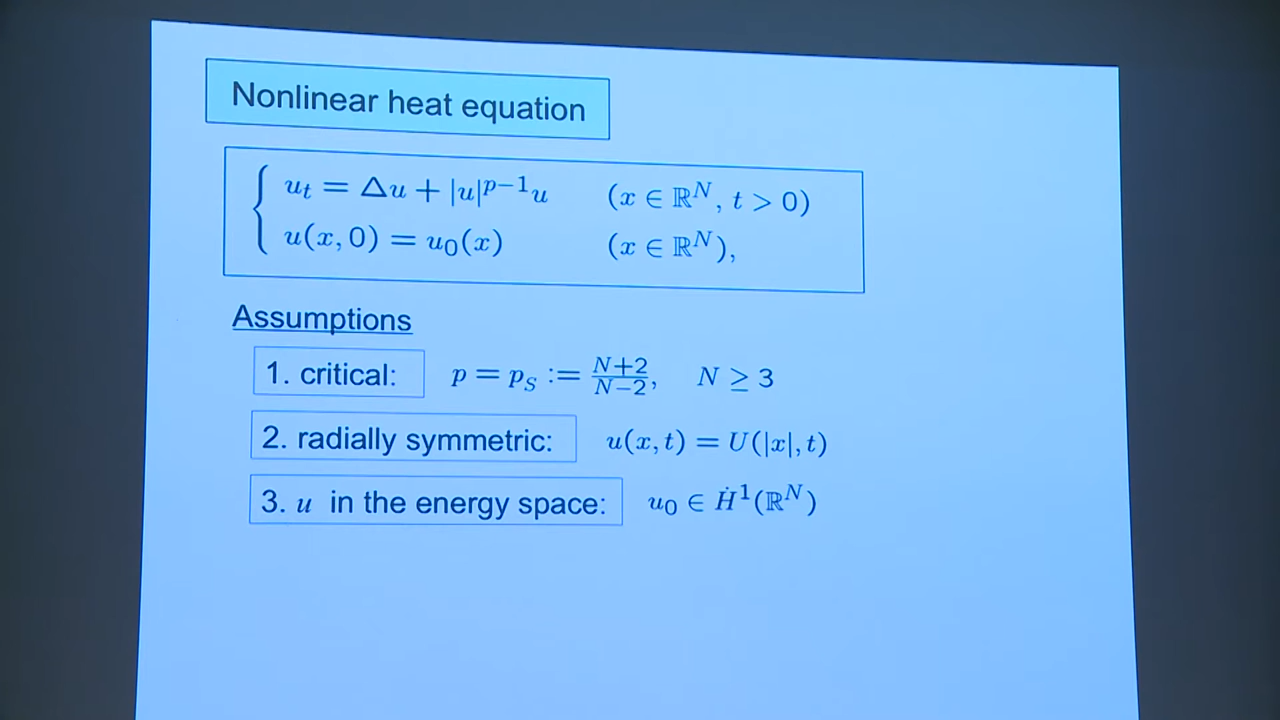 Nonlinear heat equation
u_t = Δu + |u|^{p−1}u (x ∈ ℝ^N, t > 0)
u(x, 0) = u_0(x) (x ∈ ℝ^N),
Assumptions
1. critical: p = p_S := \frac{N+2}{N−2}, N ≥ 3
2. radially symmetric: u(x, t) = U(|x|, t)
3. u in the energy space: u_0 ∈ Ḣ^1(ℝ^N)